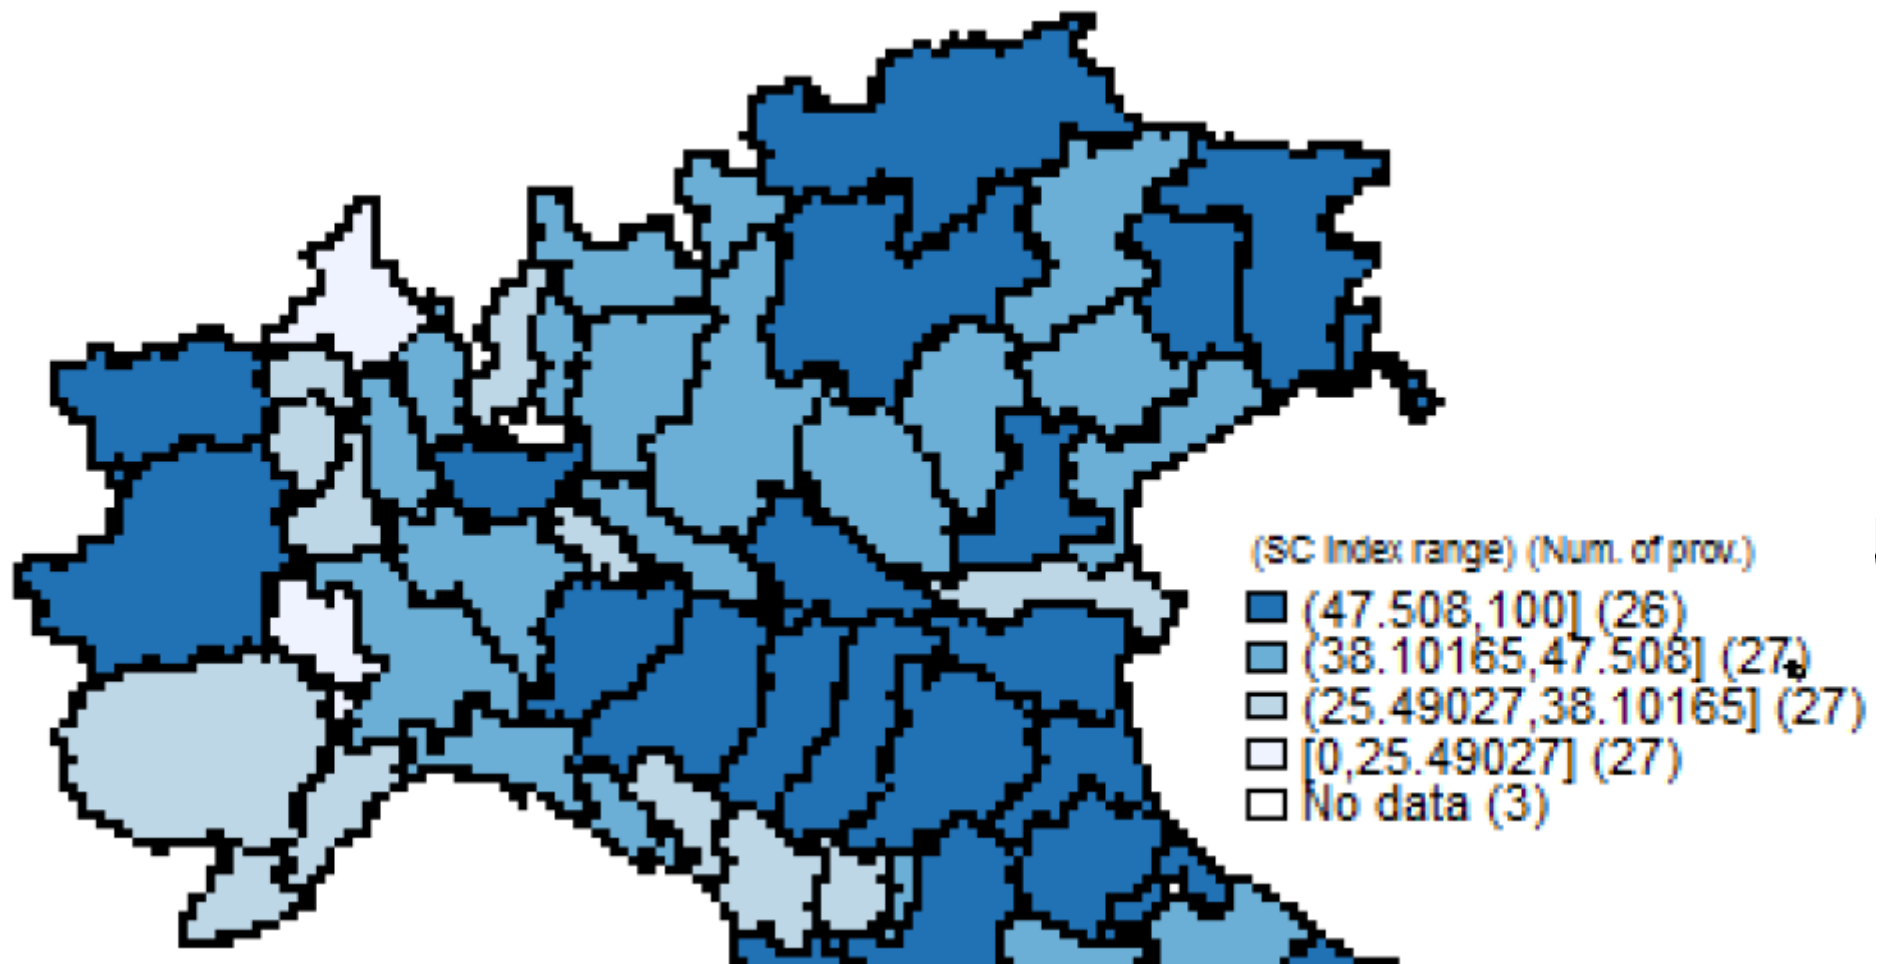 (SC Index range) (Num. of prov.)
(47.508,100] (26)
(38.10165,47.508] (27)
(25.49027,38.10165] (27)
[0,25.49027] (27)
No data (3)